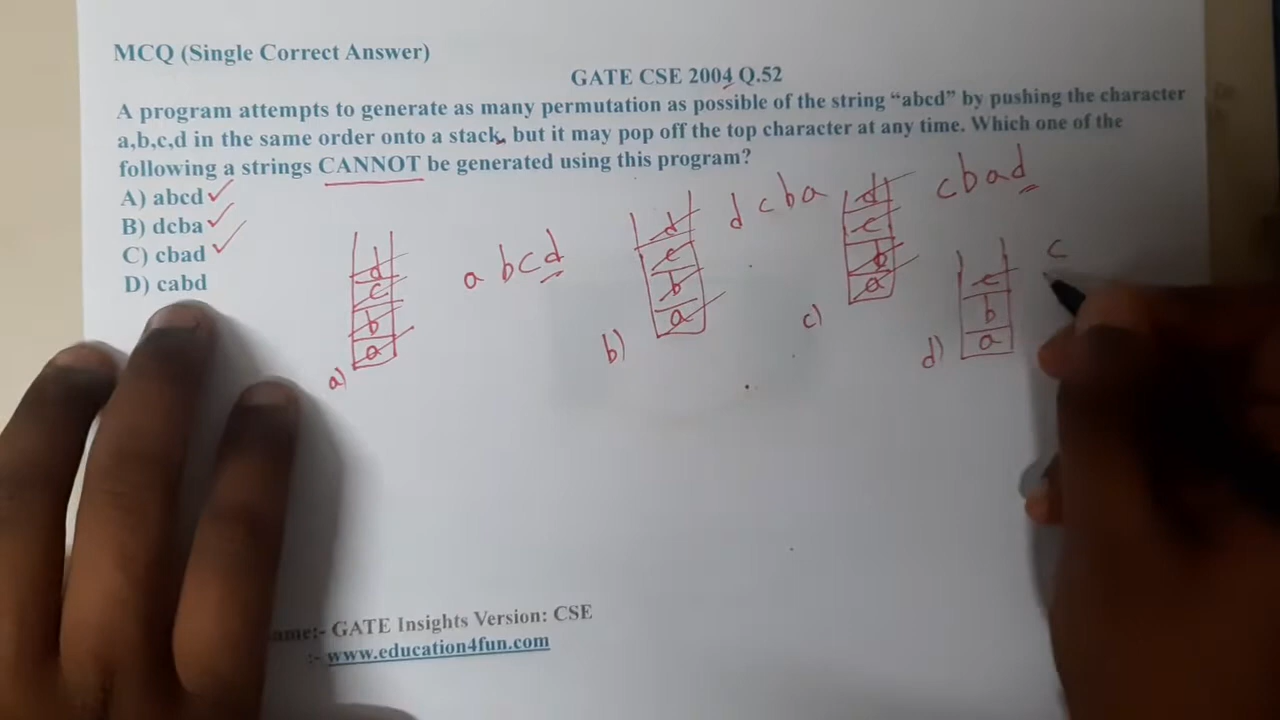 MCQ (Single Correct Answer)
GATE CSE 2004 Q.52
A program attempts to generate as many permutation as possible of the string “abcd” by pushing the character
a,b,c,d in the same order onto a stack, but it may pop off the top character at any time. Which one of the
following a strings CANNOT be generated using this program?
A) abcd
B) dcba
C) cbad
D) cabd
d
c
b
a
a)
a b c d
d
c
b
a
b)
d c b a
d
c
b
a
c)
c b a d
c
b
a
d)
c
ame:- GATE Insights Version: CSE
:- www.education4fun.com